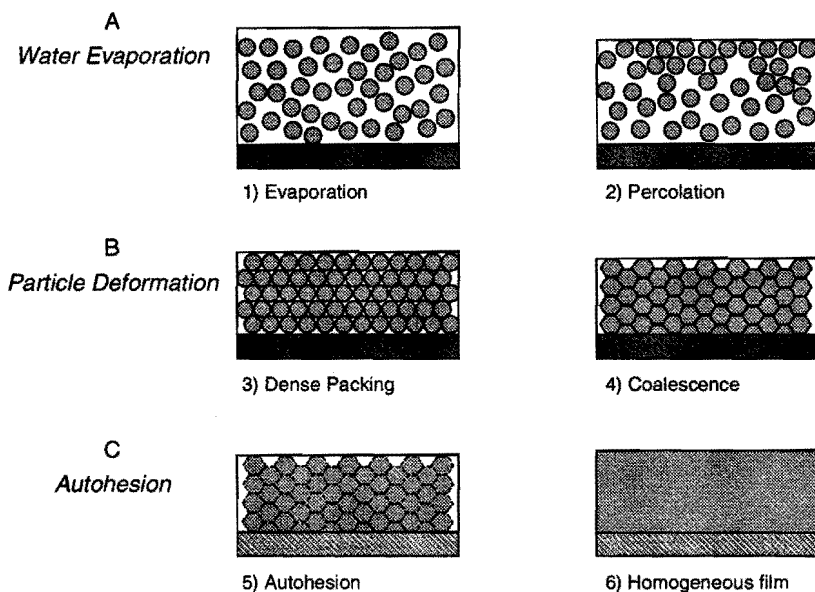 A
Water Evaporation
1) Evaporation
2) Percolation
B
Particle Deformation
3) Dense Packing
4) Coalescence
C
Autohesion
5) Autohesion
6) Homogeneous film